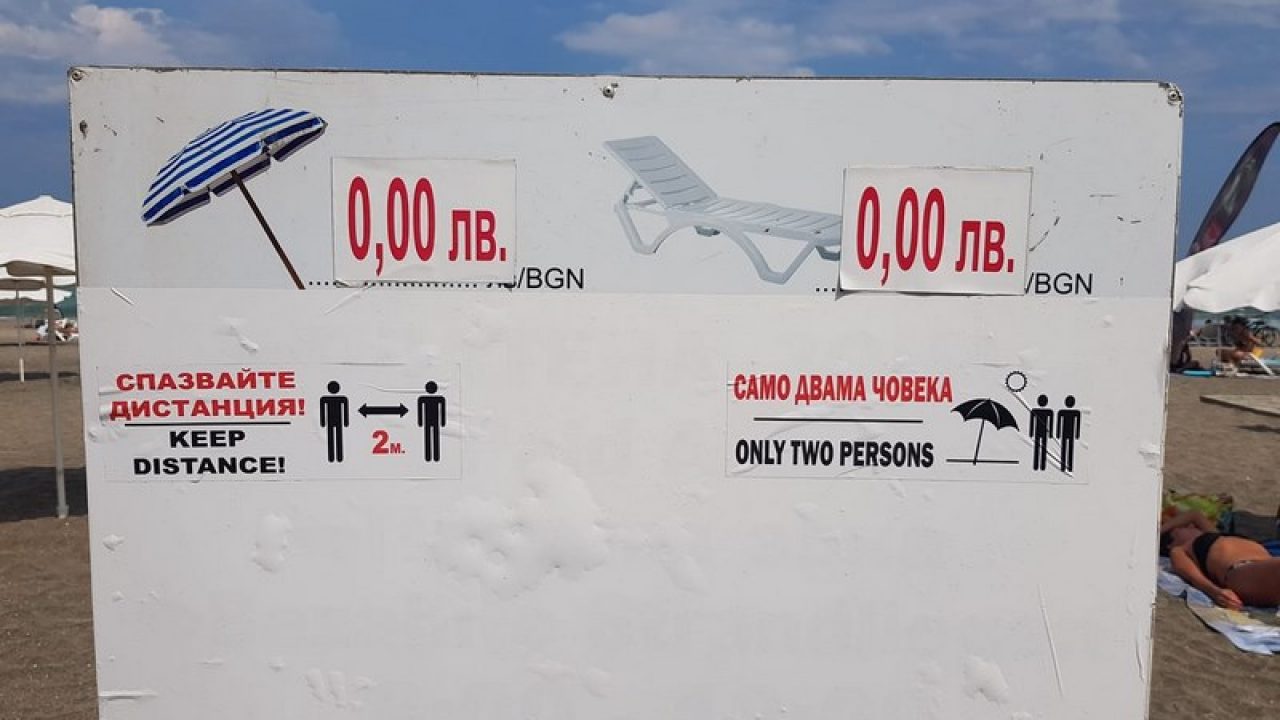 0,00 лв.
/BGN
0,00 лв.
/BGN
СПАЗВАЙТЕ
ДИСТАНЦИЯ!
KEEP
DISTANCE!
2м.
САМО ДВАМА ЧОВЕКА
ONLY TWO PERSONS